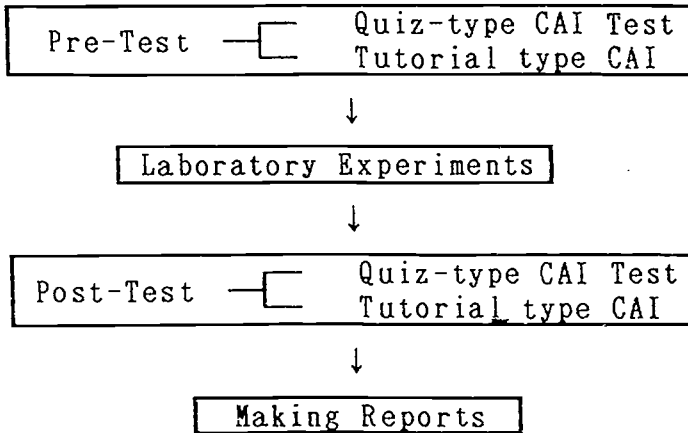 Quiz-type CAI Test
Pre-Test
Tutorial type CAI
↓
Laboratory Experiments
↓
Quiz-type CAI Test
Post-Test
Tutorial type CAI
↓
Making Reports